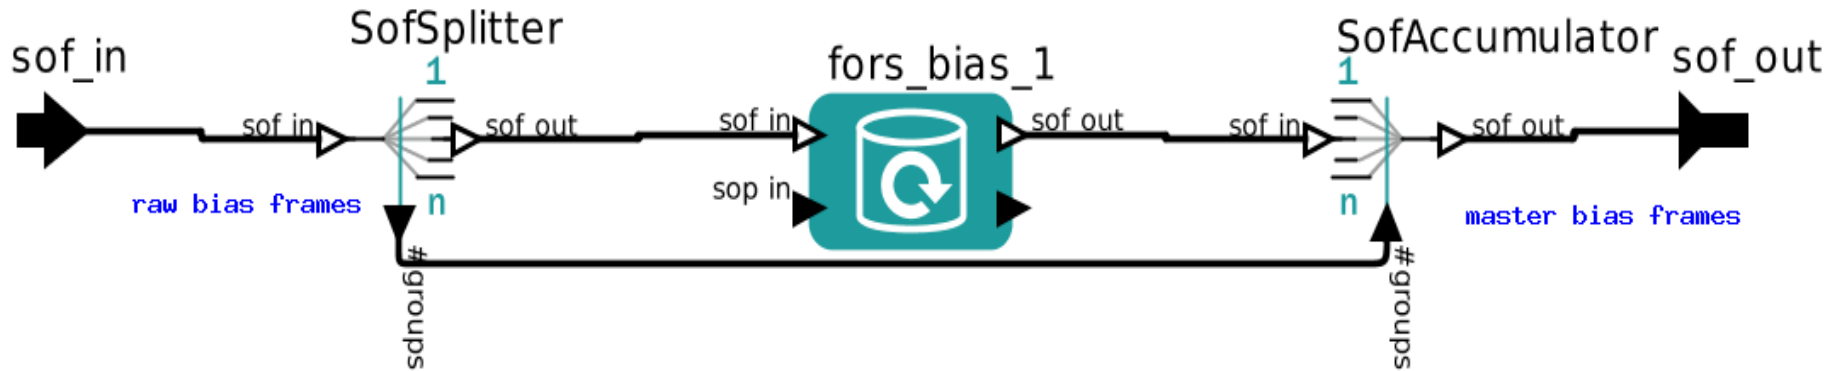 sof_in
SofSplitter
fors_bias_1
SofAccumulator
sof_out
1
1
sof in
sof out
sof in
sof out
sof in
sof out
sop in
raw bias frames
n
n
master bias frames
#groups
#groups